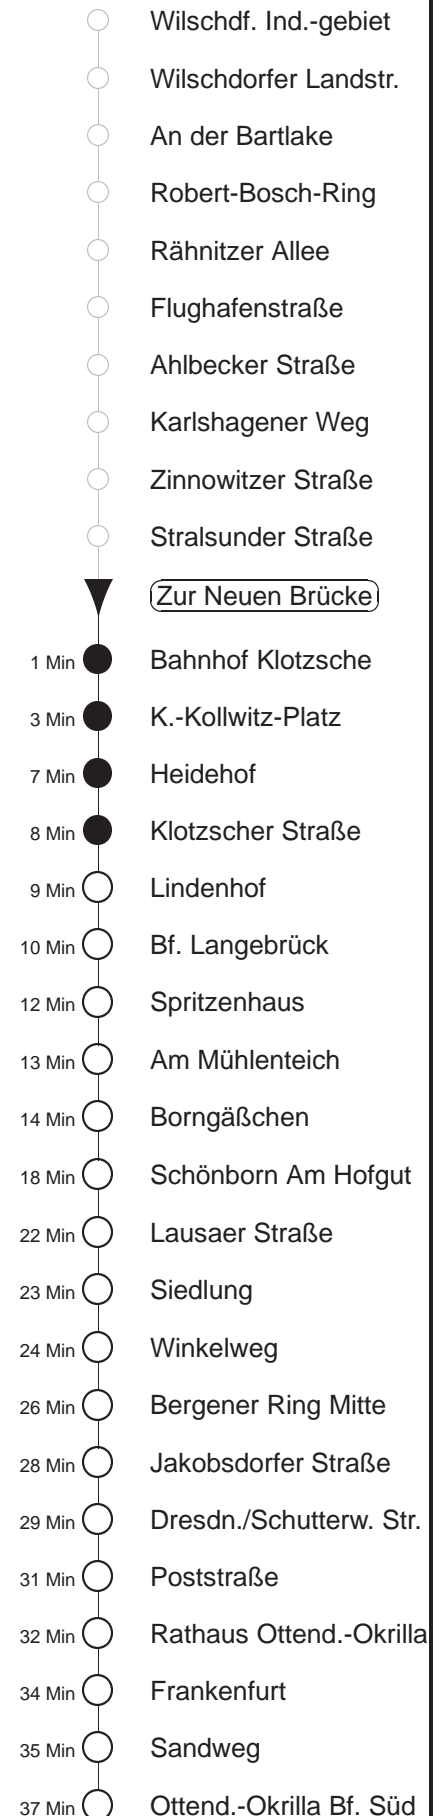 Wilschdf. Ind.-gebiet
Wilschdorfer Landstr.
An der Bartlake
Robert-Bosch-Ring
Rähnitzer Allee
Flughafenstraße
Ahlbecker Straße
Karlshagener Weg
Zinnowitzer Straße
Stralsunder Straße
Zur Neuen Brücke
1 Min Bahnhof Klotzsche
3 Min K.-Kollwitz-Platz
7 Min Heidehof
8 Min Klotzscher Straße
9 Min Lindenhof
10 Min Bf. Langebrück
12 Min Spritzenhaus
13 Min Am Mühlenteich
14 Min Borngäßchen
18 Min Schönborn Am Hofgut
22 Min Lausaer Straße
23 Min Siedlung
24 Min Winkelweg
26 Min Bergener Ring Mitte
28 Min Jakobsdorfer Straße
29 Min Dresdn./Schutterw. Str.
31 Min Poststraße
32 Min Rathaus Ottend.-Okrilla
34 Min Frankenfurt
35 Min Sandweg
37 Min Ottend.-Okrilla Bf. Süd